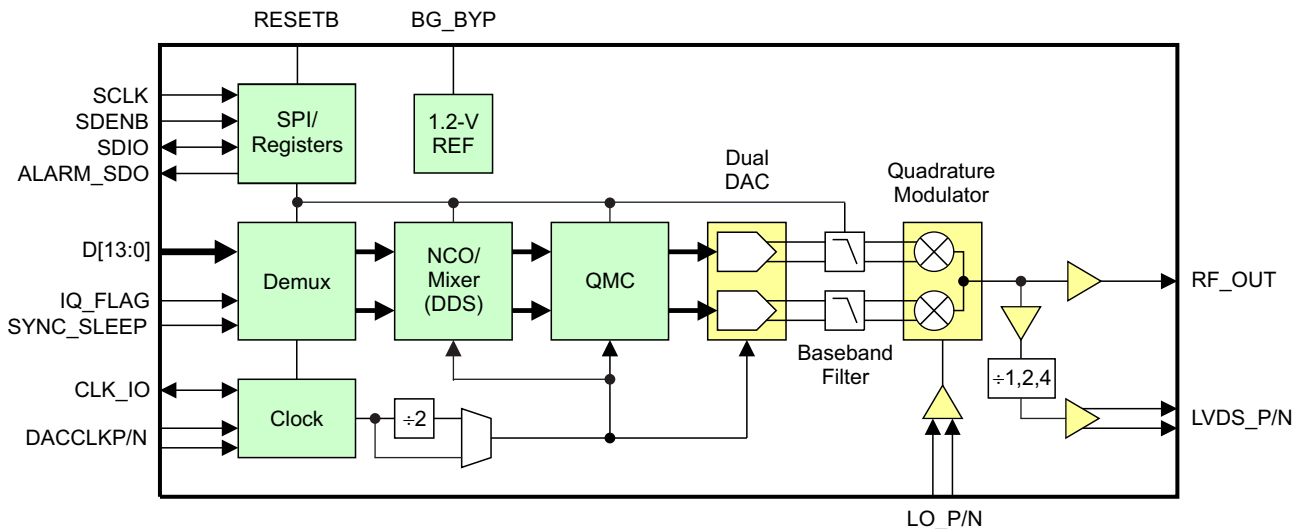 RESETB
BG_BYP
SCLK
SDENB
SDIO
ALARM_SDO
SPI/
Registers
1.2-V
REF
Dual
DAC
Quadrature
Modulator
D[13:0]
IQ_FLAG
SYNC_SLEEP
Demux
NCO/
Mixer
(DDS)
QMC
RF_OUT
Baseband
Filter
÷1,2,4
CLK_IO
DACCLKP/N
Clock
÷2
LVDS_P/N
LO_P/N